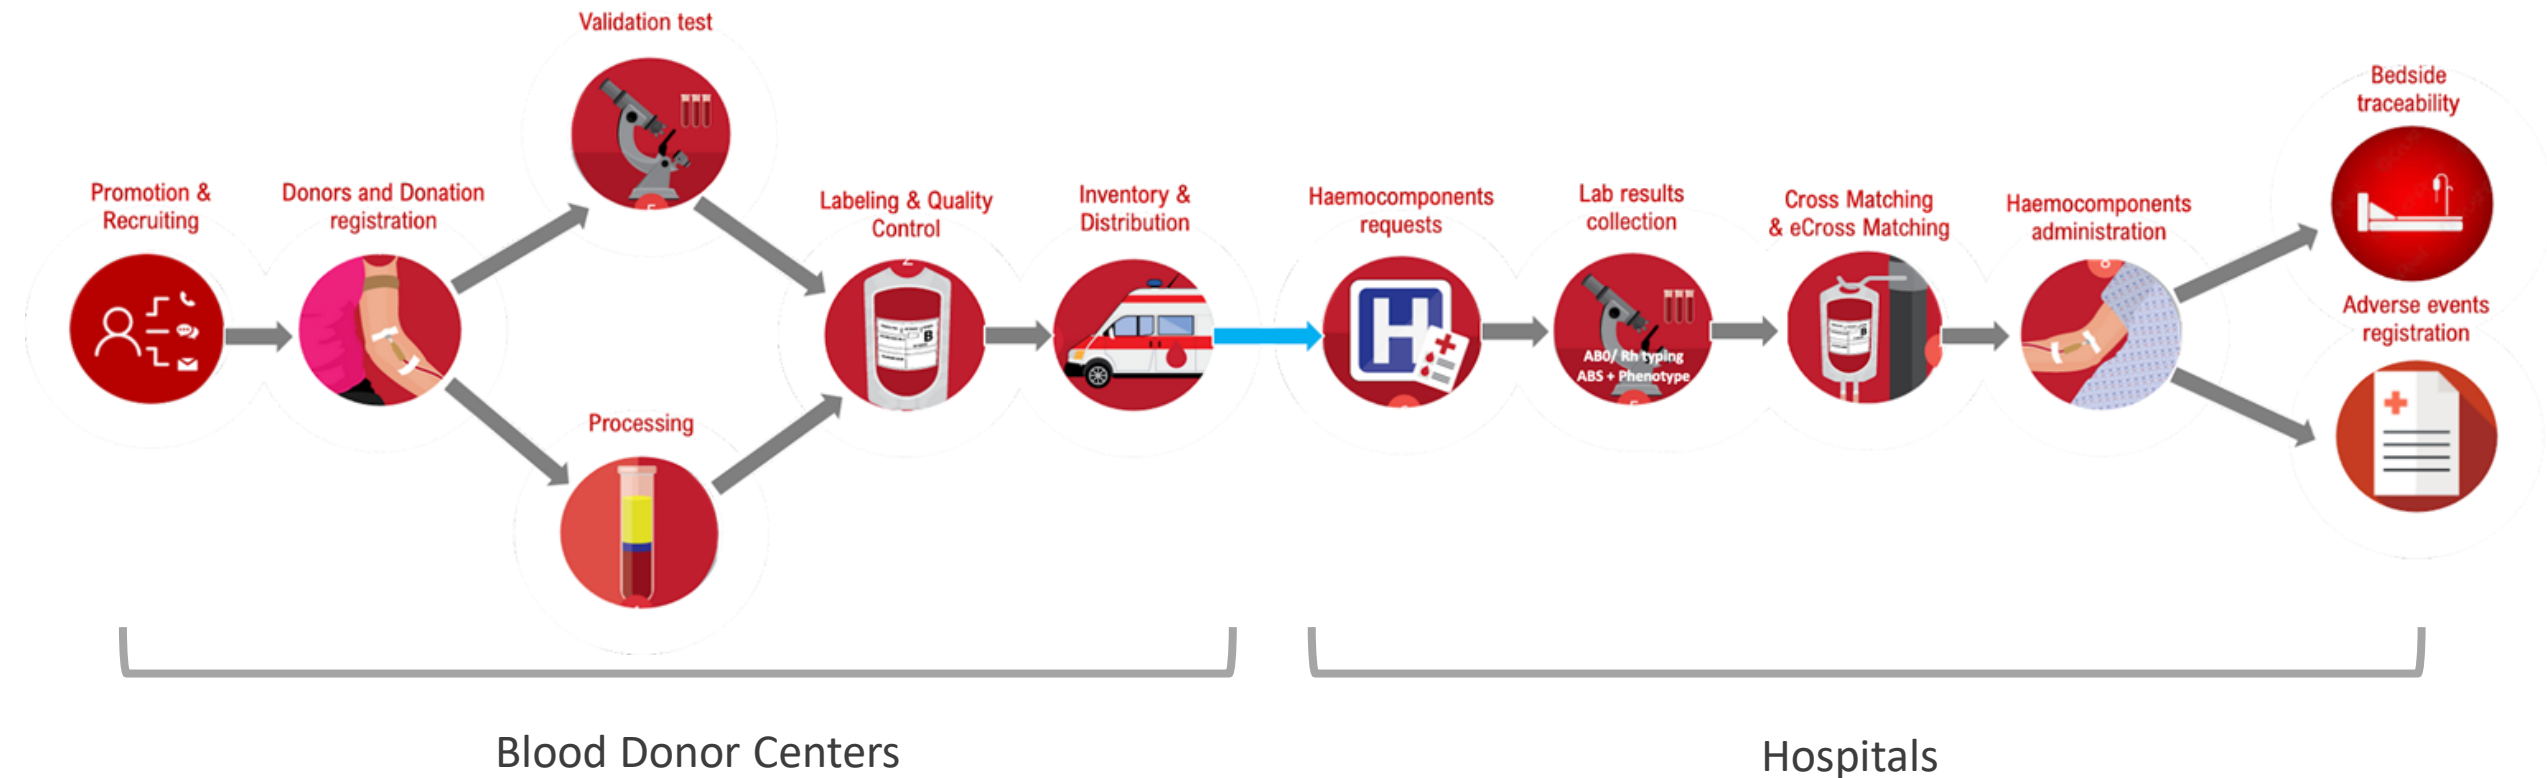 Validation test
Promotion &
Recruiting
Donors and Donation
registration
Processing
Labeling & Quality
Control
B
Inventory &
Distribution
Haemocomponents
requests
H
Lab results
collection
AB0/ Rh typing
ABS + Phenotype
Cross Matching
& eCross Matching
Haemocomponents
administration
Bedside
traceability
Adverse events
registration
Blood Donor Centers
Hospitals